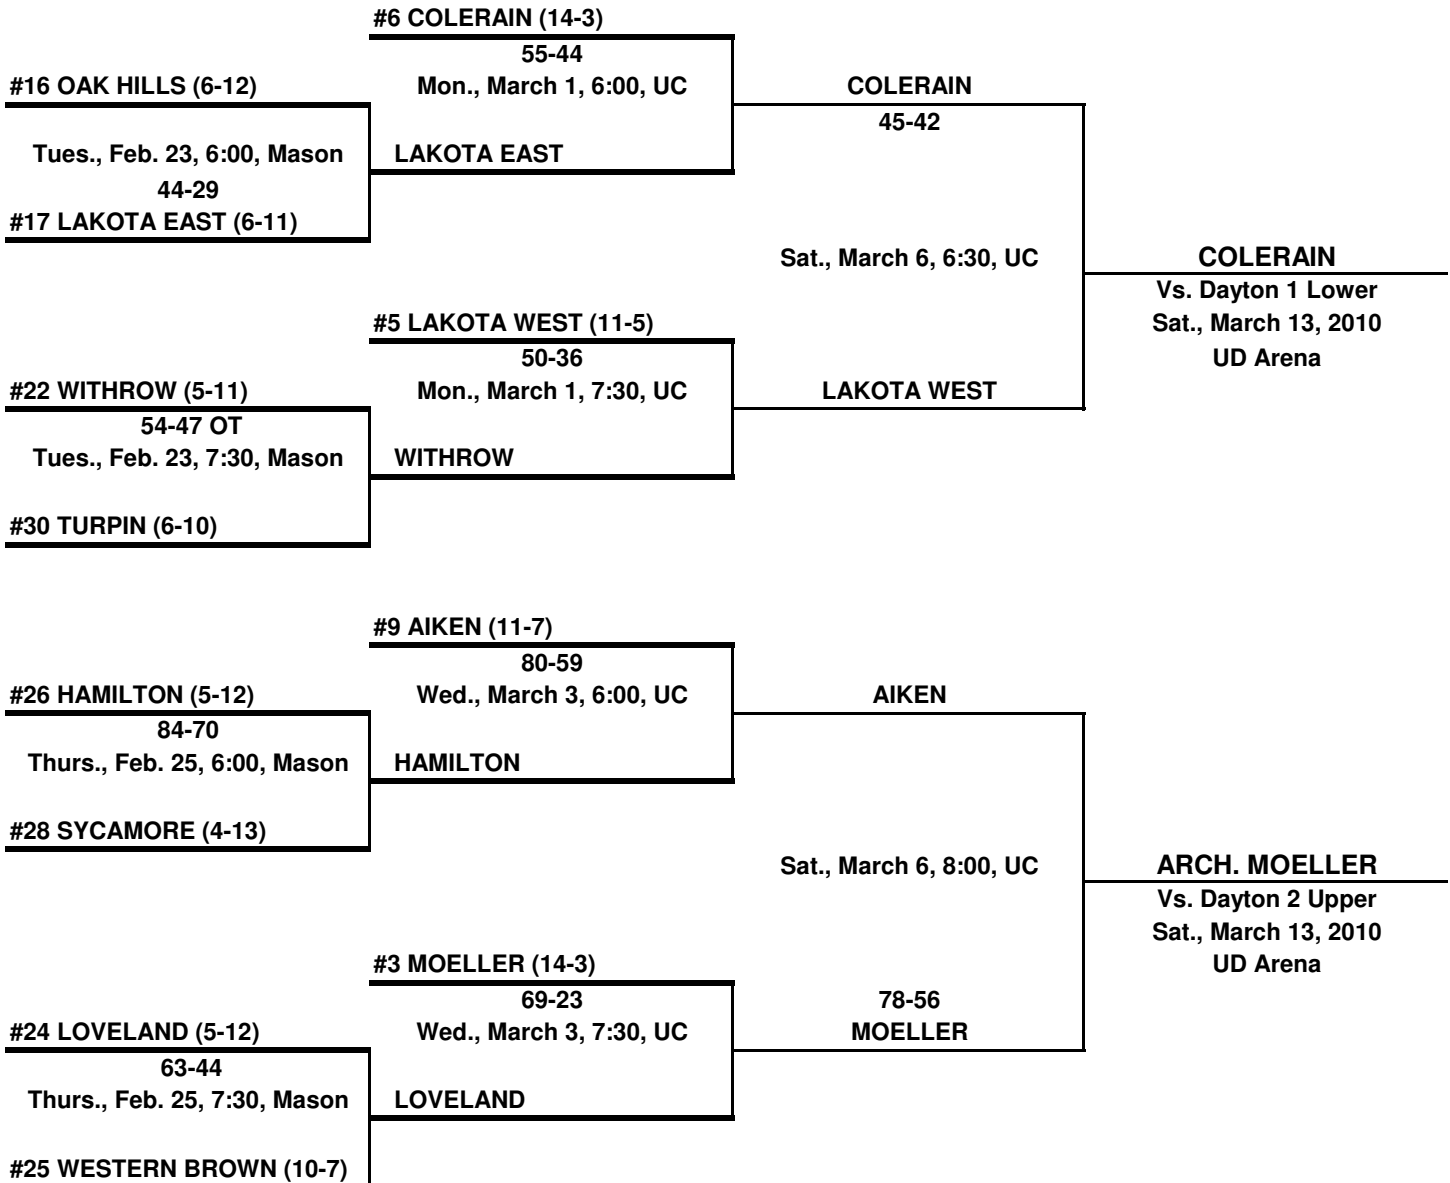 #6 COLERAIN (14-3)
55-44
#16 OAK HILLS (6-12)
Mon., March 1, 6:00, UC
COLERAIN
45-42
Tues., Feb. 23, 6:00, Mason
LAKOTA EAST
44-29
#17 LAKOTA EAST (6-11)
Sat., March 6, 6:30, UC
COLERAIN
Vs. Dayton 1 Lower
#5 LAKOTA WEST (11-5)
Sat., March 13, 2010
50-36
UD Arena
#22 WITHROW (5-11)
Mon., March 1, 7:30, UC
LAKOTA WEST
54-47 OT
Tues., Feb. 23, 7:30, Mason
WITHROW
#30 TURPIN (6-10)
#9 AIKEN (11-7)
80-59
#26 HAMILTON (5-12)
Wed., March 3, 6:00, UC
AIKEN
84-70
Thurs., Feb. 25, 6:00, Mason
HAMILTON
#28 SYCAMORE (4-13)
Sat., March 6, 8:00, UC
ARCH. MOELLER
Vs. Dayton 2 Upper
Sat., March 13, 2010
#3 MOELLER (14-3)
UD Arena
69-23
78-56
#24 LOVELAND (5-12)
Wed., March 3, 7:30, UC
MOELLER
63-44
Thurs., Feb. 25, 7:30, Mason
LOVELAND
#25 WESTERN BROWN (10-7)